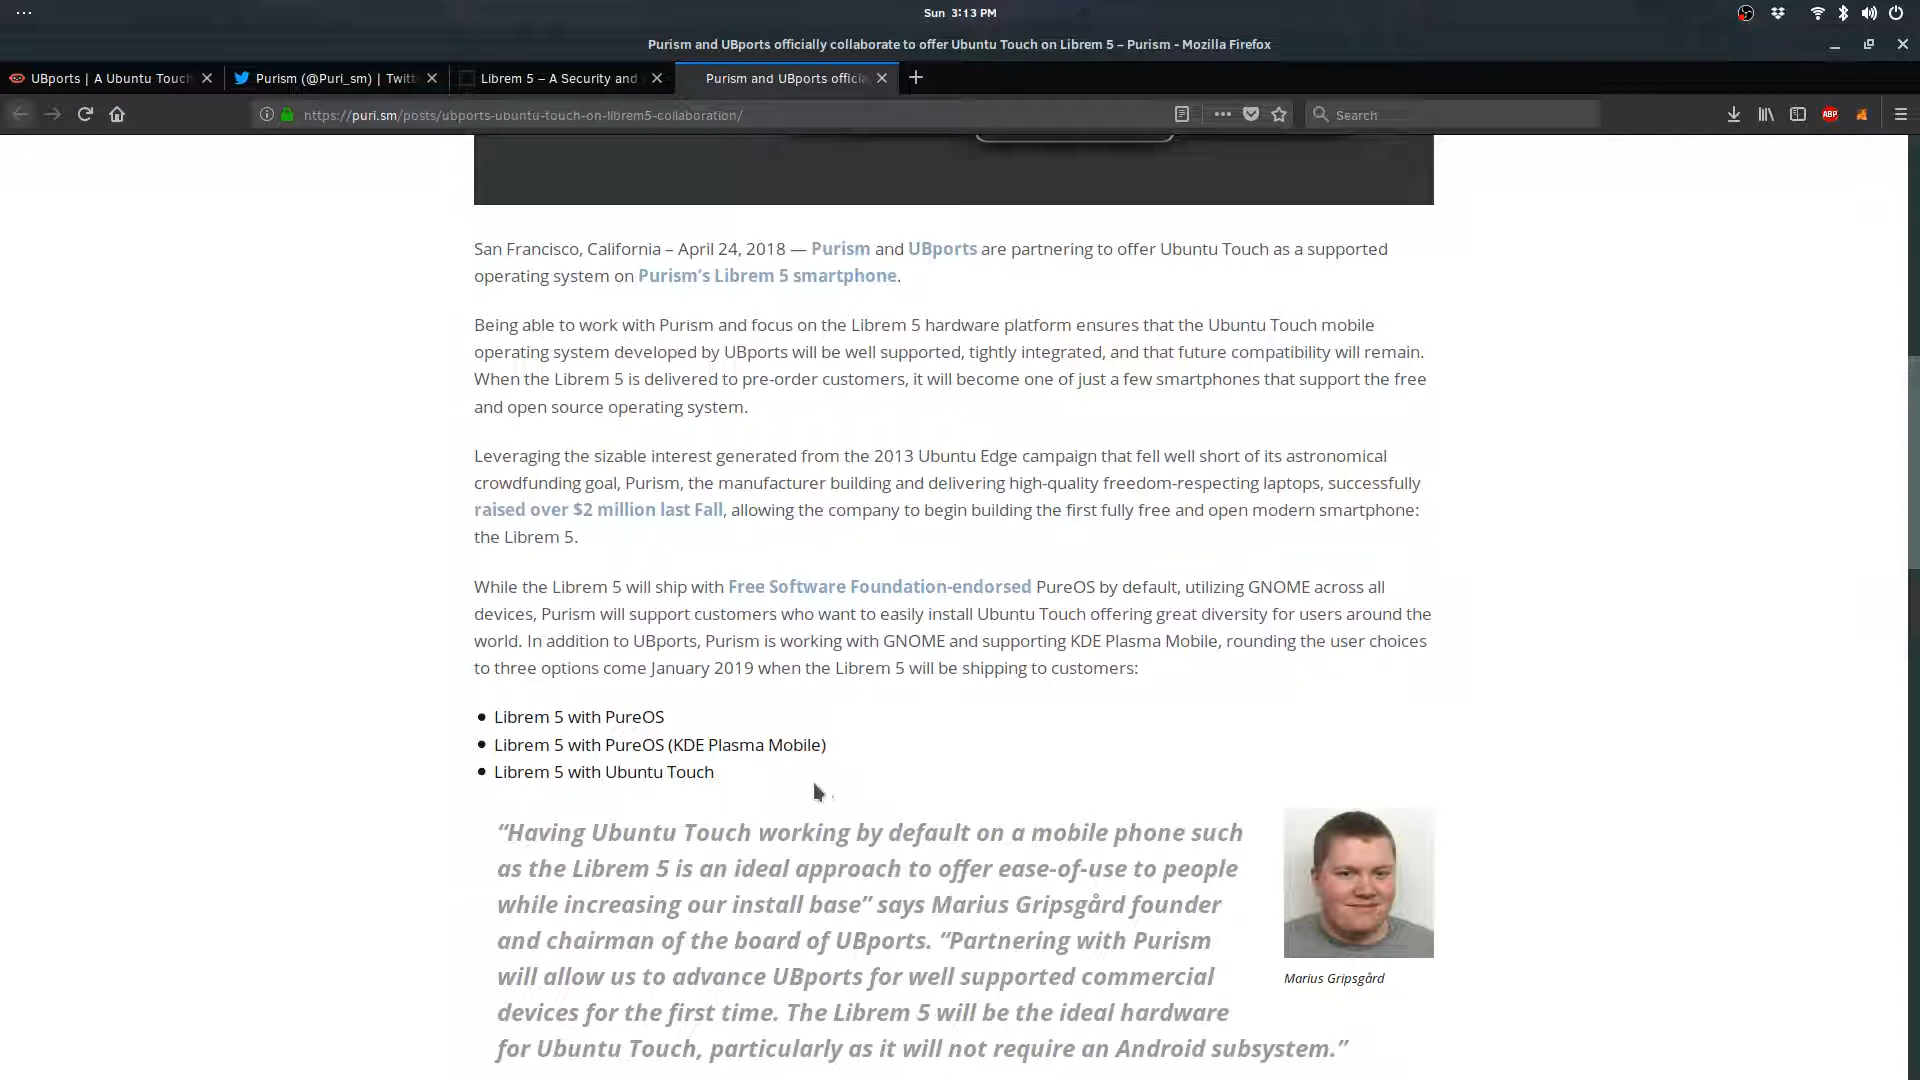 Sun 3:13 PM
Purism and UBports officially collaborate to offer Ubuntu Touch on Librem 5 – Purism - Mozilla Firefox
UBports | A Ubuntu Touch
Purism (@Puri_sm) | Twitt
Librem 5 – A Security and
Purism and UBports officia
https://puri.sm/posts/ubports-ubuntu-touch-on-librem5-collaboration/
Search
ABP
San Francisco, California – April 24, 2018 — Purism and UBports are partnering to offer Ubuntu Touch as a supported
operating system on Purism’s Librem 5 smartphone.
Being able to work with Purism and focus on the Librem 5 hardware platform ensures that the Ubuntu Touch mobile
operating system developed by UBports will be well supported, tightly integrated, and that future compatibility will remain.
When the Librem 5 is delivered to pre-order customers, it will become one of just a few smartphones that support the free
and open source operating system.
Leveraging the sizable interest generated from the 2013 Ubuntu Edge campaign that fell well short of its astronomical
crowdfunding goal, Purism, the manufacturer building and delivering high-quality freedom-respecting laptops, successfully
raised over $2 million last Fall, allowing the company to begin building the first fully free and open modern smartphone:
the Librem 5.
While the Librem 5 will ship with Free Software Foundation-endorsed PureOS by default, utilizing GNOME across all
devices, Purism will support customers who want to easily install Ubuntu Touch offering great diversity for users around the
world. In addition to UBports, Purism is working with GNOME and supporting KDE Plasma Mobile, rounding the user choices
to three options come January 2019 when the Librem 5 will be shipping to customers:
• Librem 5 with PureOS
• Librem 5 with PureOS (KDE Plasma Mobile)
• Librem 5 with Ubuntu Touch
“Having Ubuntu Touch working by default on a mobile phone such
as the Librem 5 is an ideal approach to offer ease-of-use to people
while increasing our install base” says Marius Gripsgård founder
and chairman of the board of UBports. “Partnering with Purism
will allow us to advance UBports for well supported commercial
devices for the first time. The Librem 5 will be the ideal hardware
for Ubuntu Touch, particularly as it will not require an Android subsystem.”
Marius Gripsgård